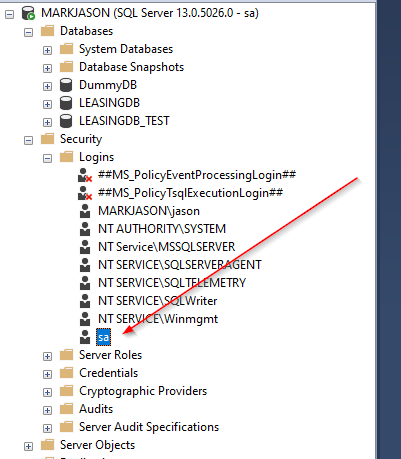 MARKJASON (SQL Server 13.0.5026.0 - sa)
Databases
System Databases
Database Snapshots
DummyDB
LEASINGDB
LEASINGDB_TEST
Security
Logins
##MS_PolicyEventProcessingLogin##
##MS_PolicyTsqlExecutionLogin##
MARKJASON\jason
NT AUTHORITY\SYSTEM
NT Service\MSSQLSERVER
NT SERVICE\SQLSERVERAGENT
NT SERVICE\SQLTELEMETRY
NT SERVICE\SQLWriter
NT SERVICE\Winmgmt
sa
Server Roles
Credentials
Cryptographic Providers
Audits
Server Audit Specifications
Server Objects